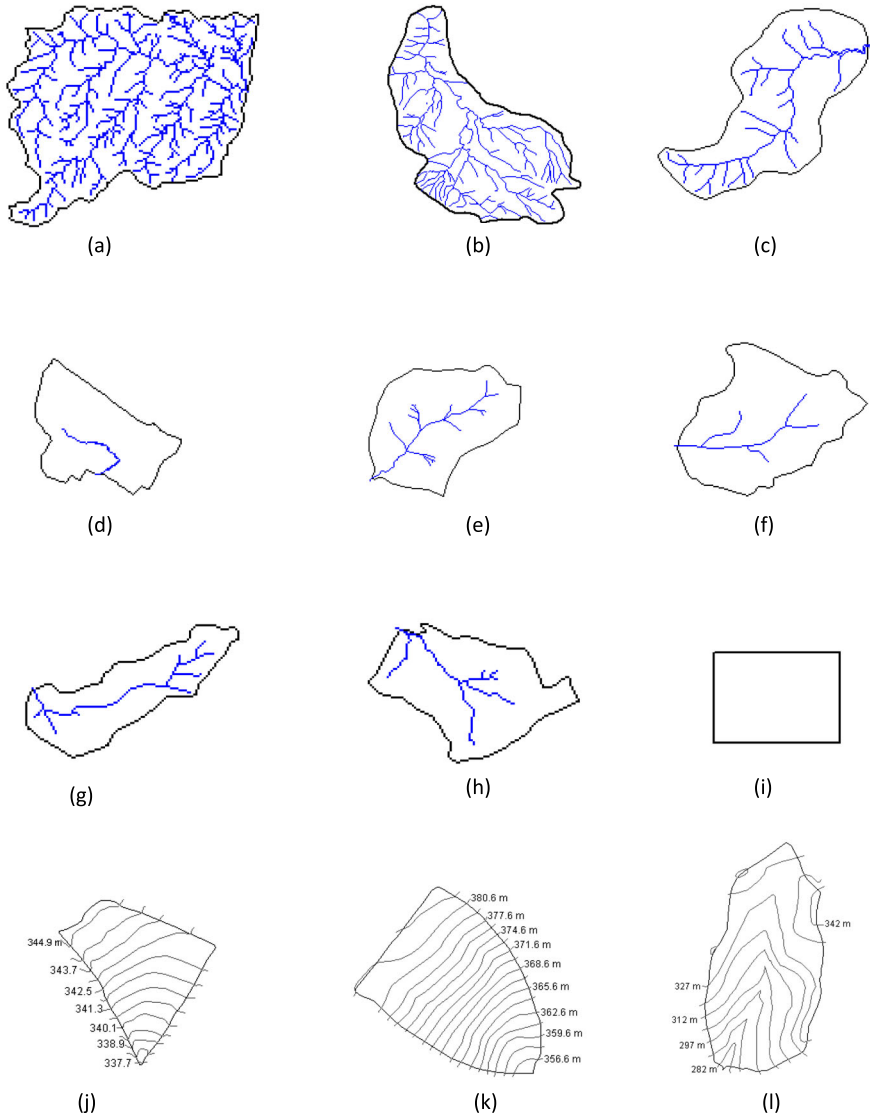 (a) (b) (c)
(d) (e) (f)
(g) (h) (i)
344.9 m
343.7
342.5
341.3
340.1
338.9
337.7
380.6 m
377.6 m
374.6 m
371.6 m
368.6 m
365.6 m
362.6 m
359.6 m
356.6 m
342 m
327 m
312 m
297 m
282 m
(j) (k) (l)